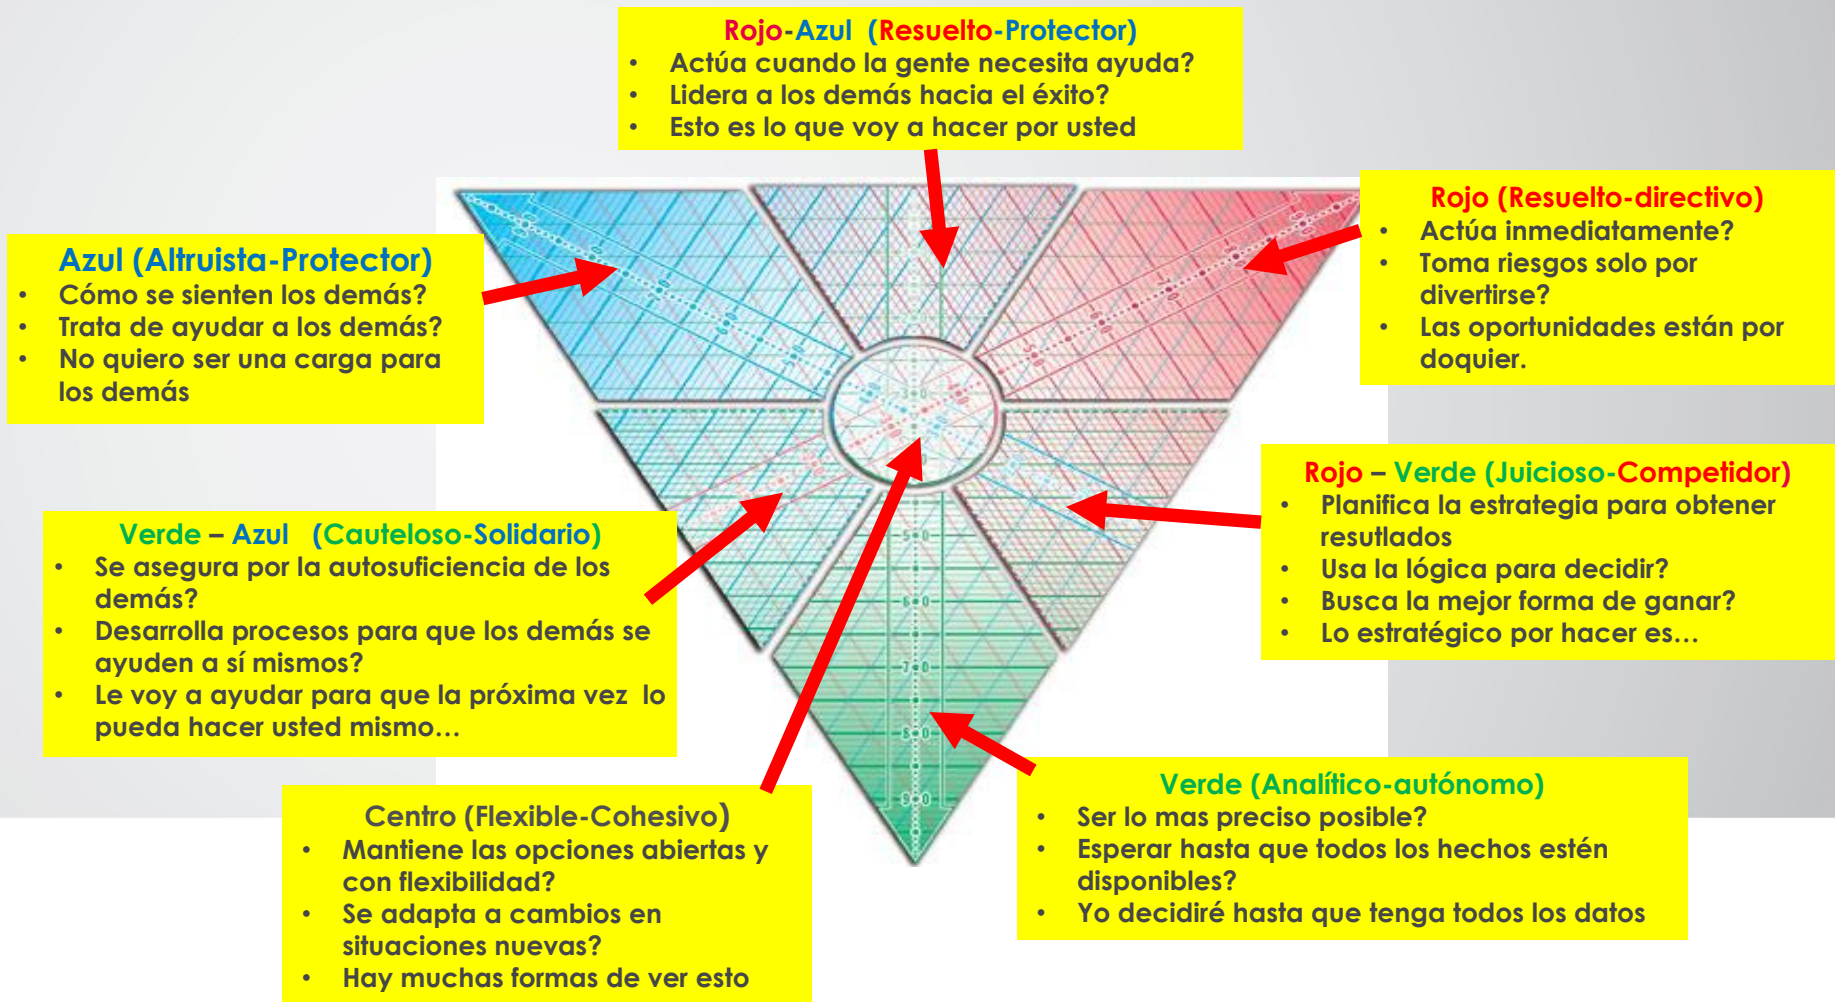 Rojo-Azul (Resuelto-Protector)
• Actúa cuando la gente necesita ayuda?
• Lidera a los demás hacia el éxito?
• Esto es lo que voy a hacer por usted
Rojo (Resuelto-directivo)
• Actúa inmediatamente?
• Toma riesgos solo por
divertirse?
• Las oportunidades están por
doquier.
Azul (Altruista-Protector)
• Cómo se sienten los demás?
• Trata de ayudar a los demás?
• No quiero ser una carga para
los demás
Rojo – Verde (Juicioso-Competidor)
• Planifica la estrategia para obtener
resutlados
• Usa la lógica para decidir?
• Busca la mejor forma de ganar?
• Lo estratégico por hacer es…
Verde – Azul (Cauteloso-Solidario)
• Se asegura por la autosuficiencia de los
demás?
• Desarrolla procesos para que los demás se
ayuden a sí mismos?
• Le voy a ayudar para que la próxima vez lo
pueda hacer usted mismo…
Verde (Analítico-autónomo)
• Ser lo mas preciso posible?
• Esperar hasta que todos los hechos estén
disponibles?
• Yo decidiré hasta que tenga todos los datos
Centro (Flexible-Cohesivo)
• Mantiene las opciones abiertas y
con flexibilidad?
• Se adapta a cambios en
situaciones nuevas?
• Hay muchas formas de ver esto